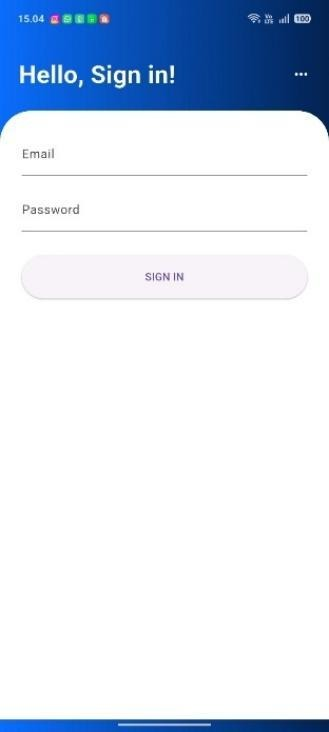 15.04
100
Hello, Sign in!
Email
Password
SIGN IN